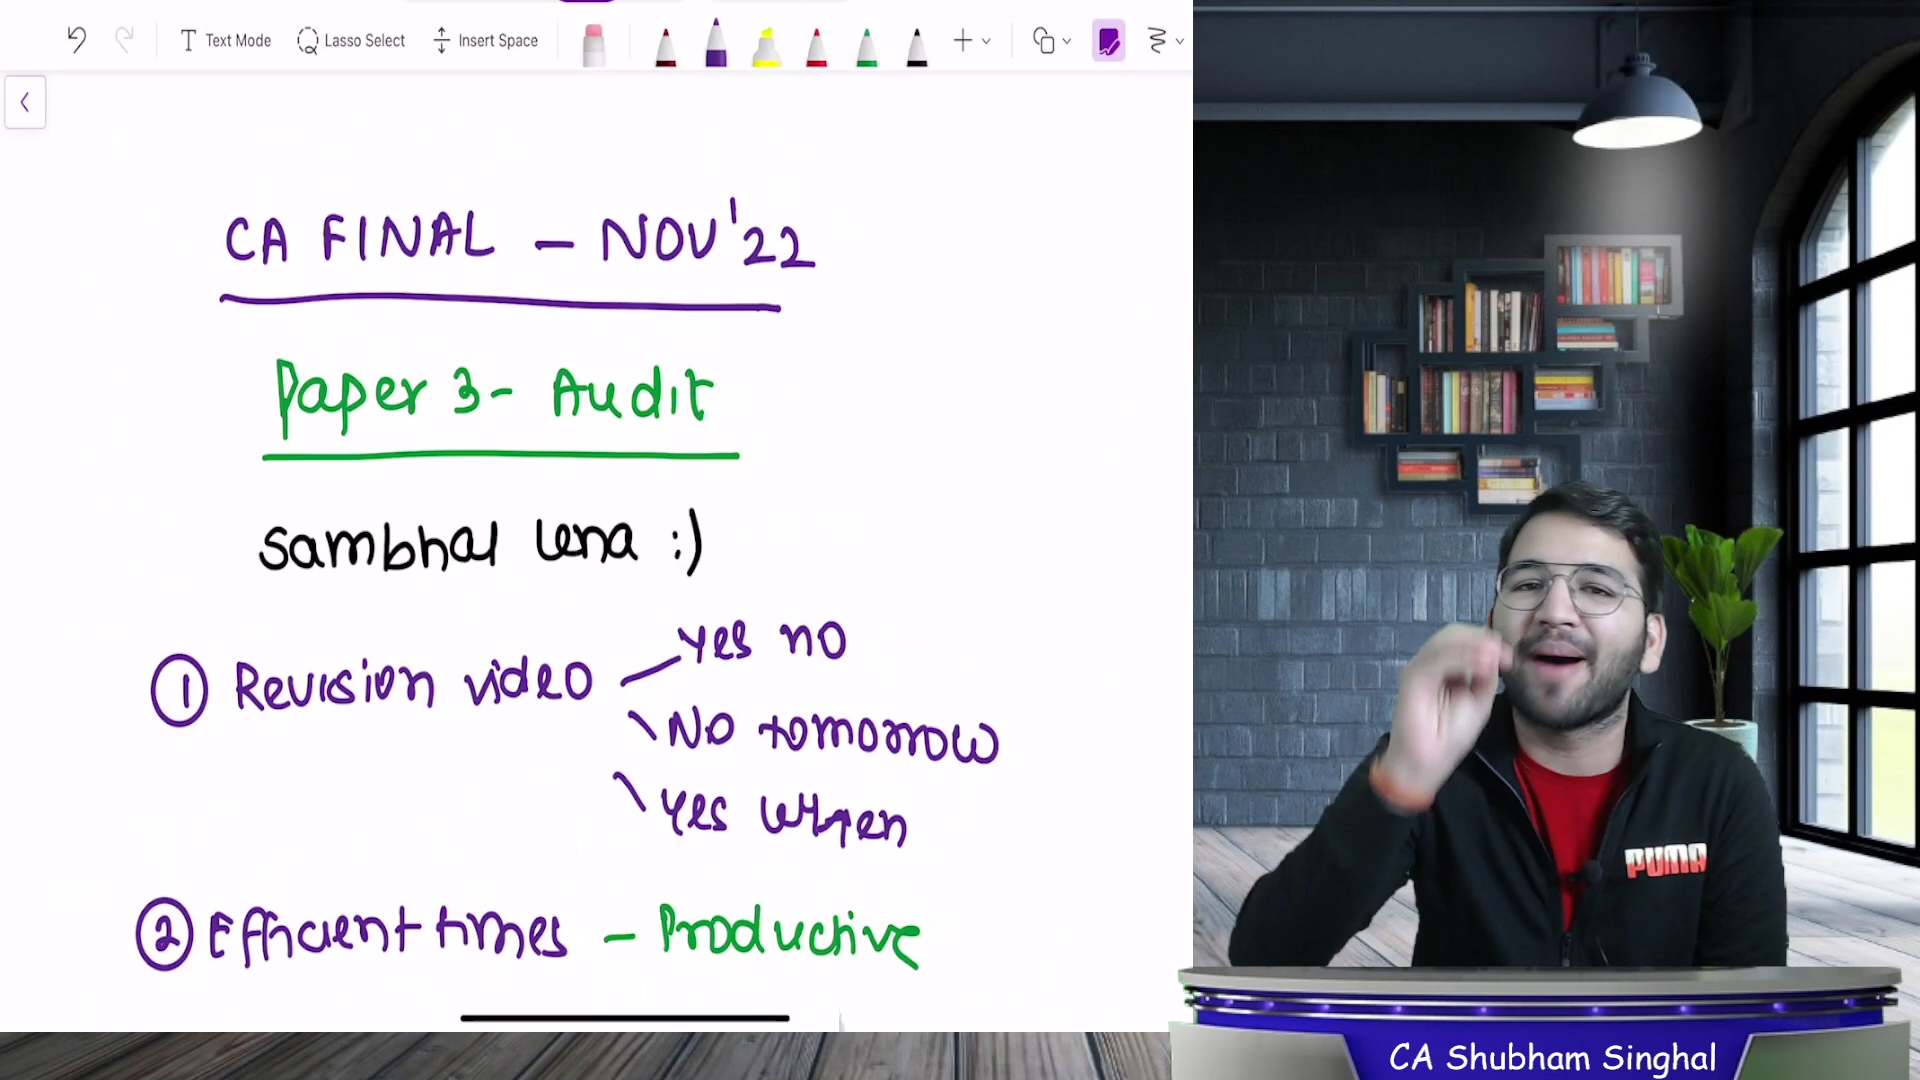 Text Mode Lasso Select Insert Space
CA FINAL - NOV'22
Paper 3- Audit
Sambhal lena :)
① Revision video
Yes no
No tomorrow
Yes when
② Efficient times - Productive
PUMA
CA Shubham Singhal